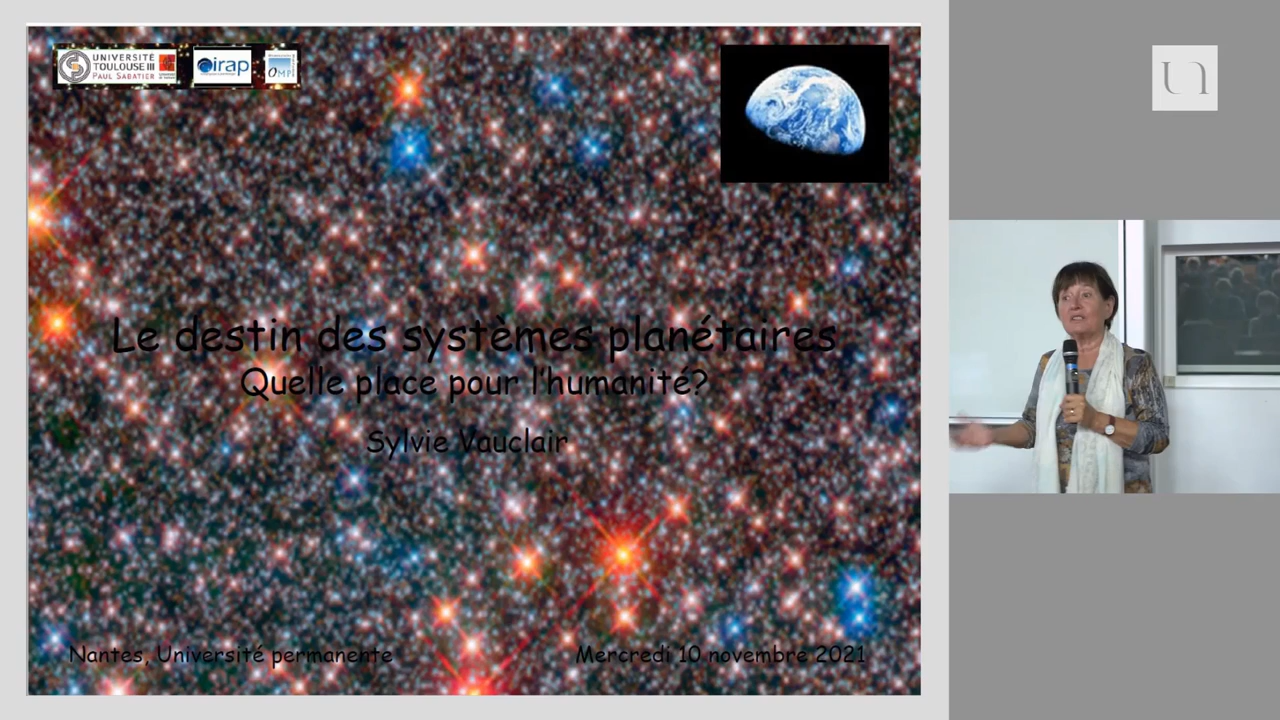 UNIVERSITÉ
TOULOUSE III
PAUL SABATIER
irap
OMP
Le destin des systèmes planétaires
Quelle place pour l'humanité?
Sylvie Vauclair
Nantes, Université permanente
Mercredi 10 novembre 2021